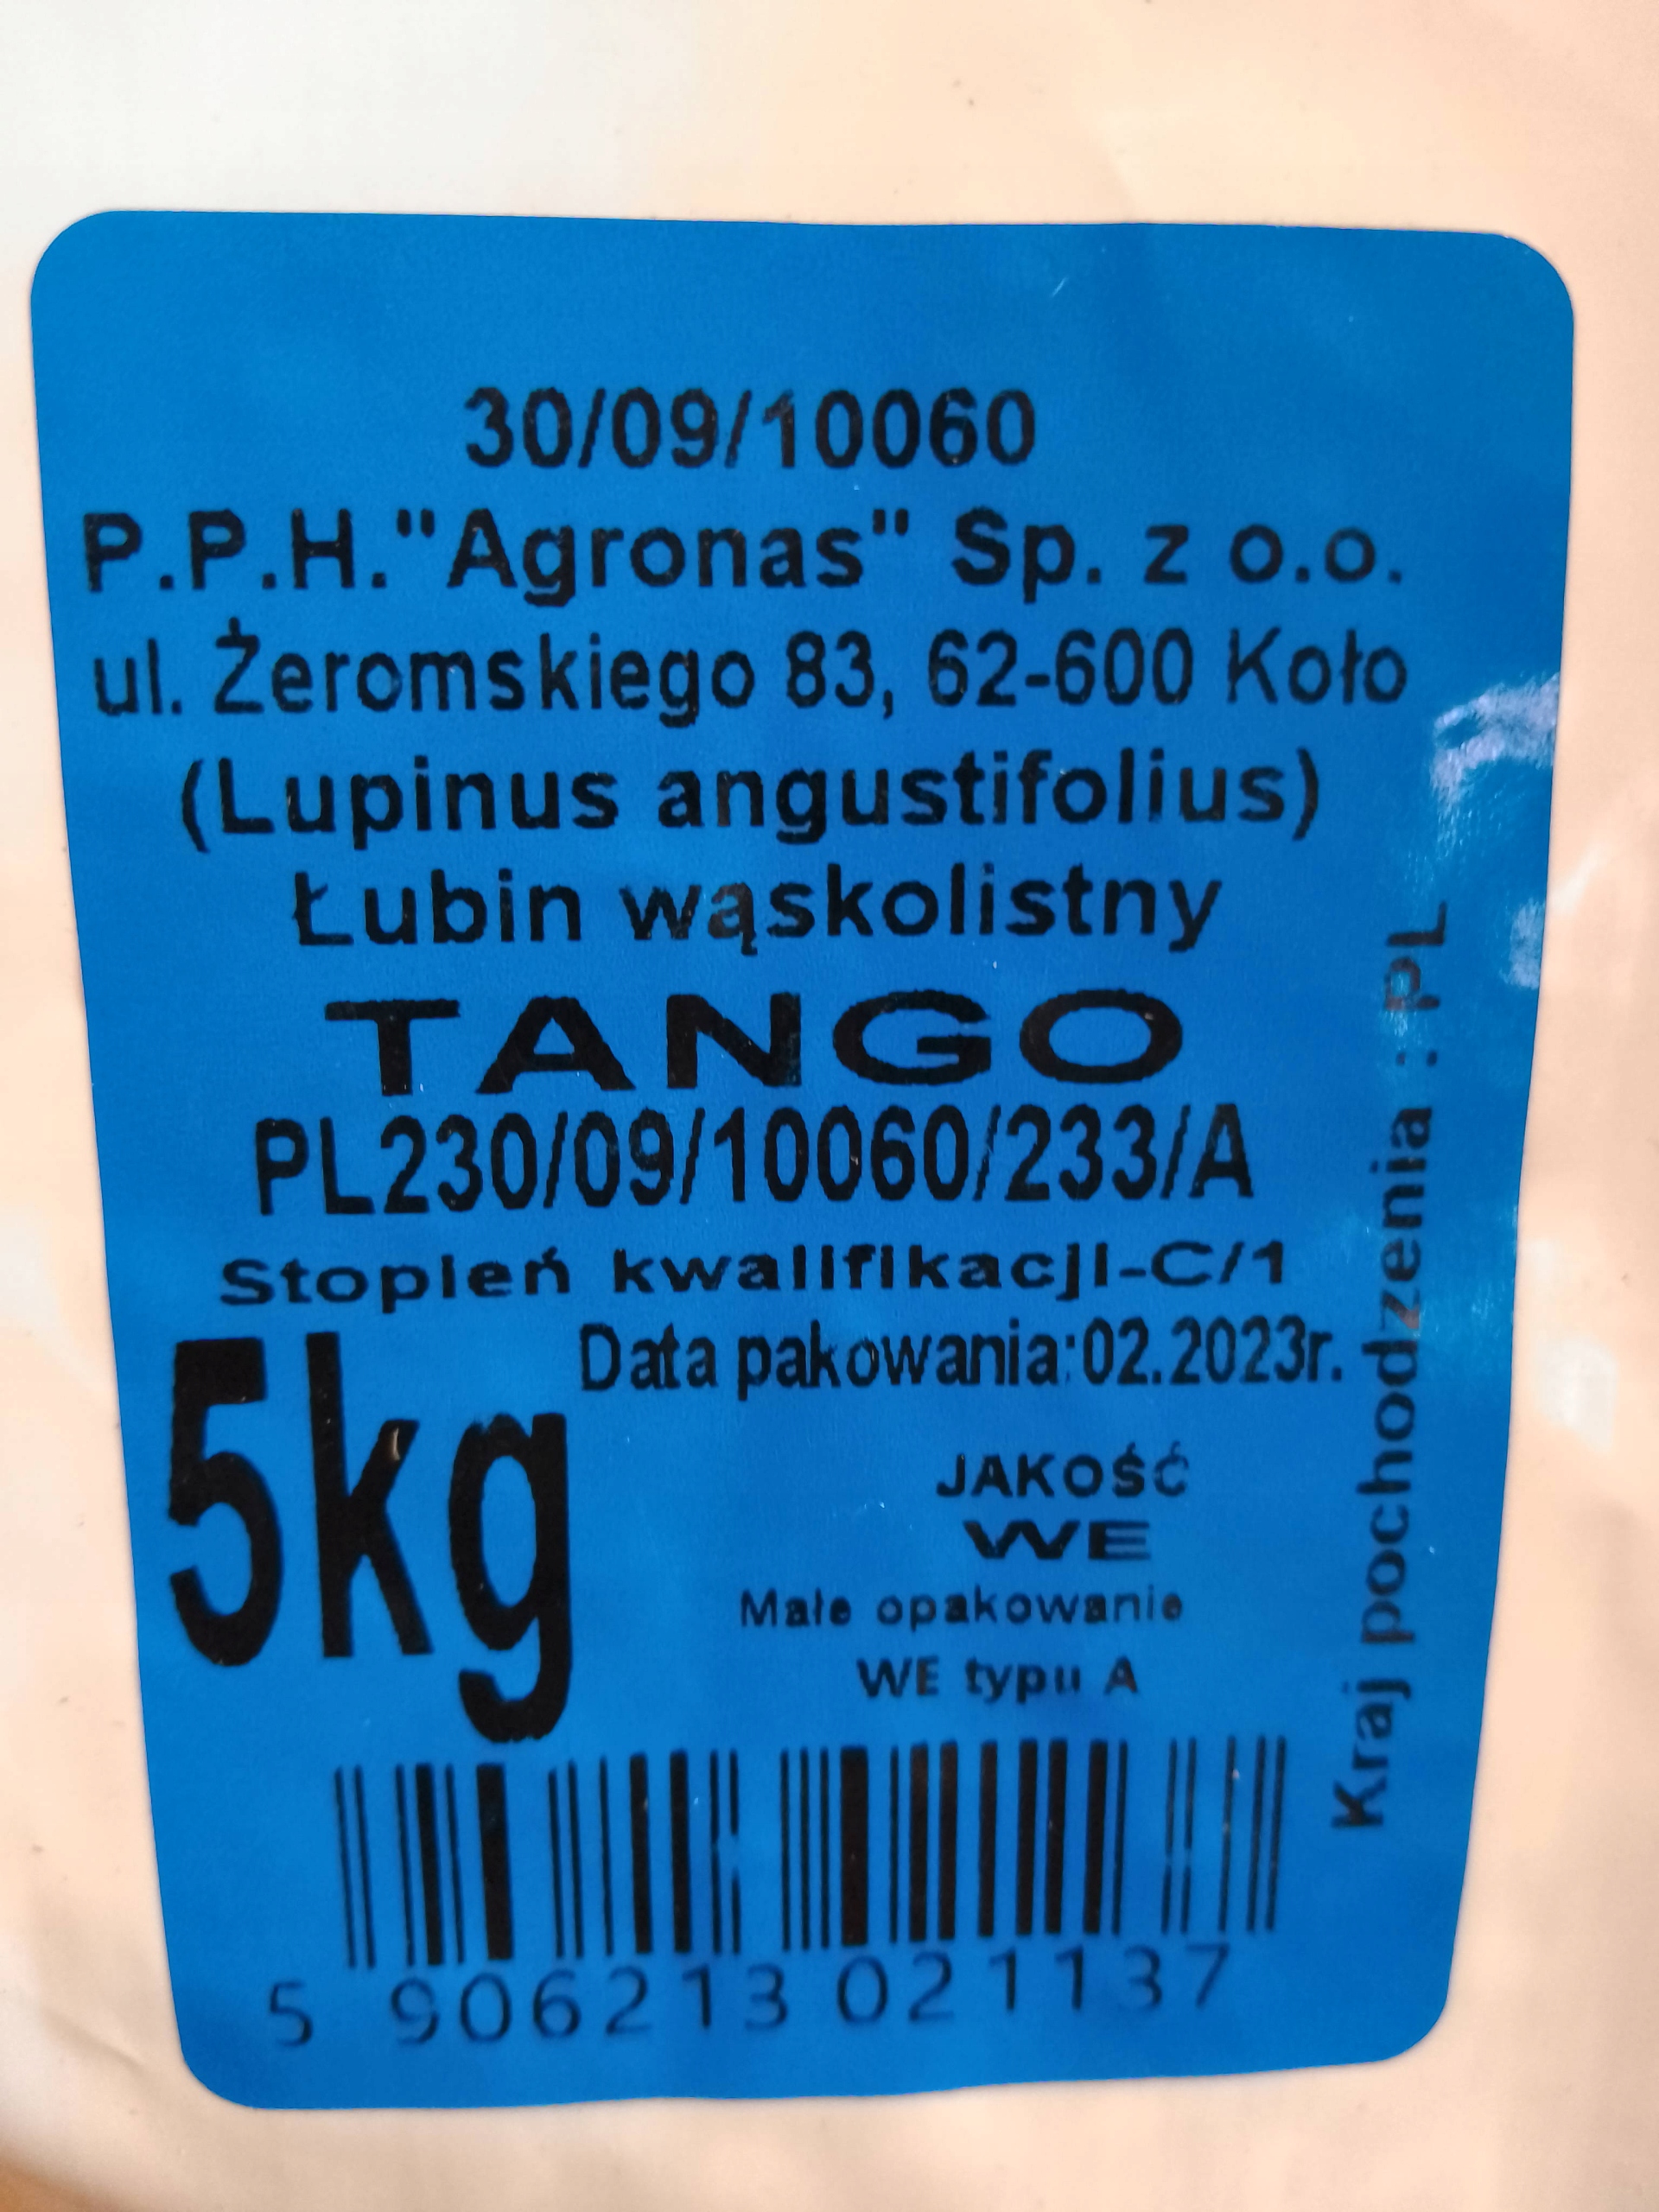 30/09/10060
P.P.H."Agronas" Sp. z o.o.
ul. Żeromskiego 83, 62-600 Koło
(Lupinus angustifolius)
Łubin wąskolistny
TANGO
PL230/09/10060/233/A
Stopień kwalifikacji-C/1
Data pakowania:02.2023r.
5kg
JAKOŚĆ
WE
Małe opakowanie
WE typu A
Kraj pochodzenia : PL
5 906213 021137